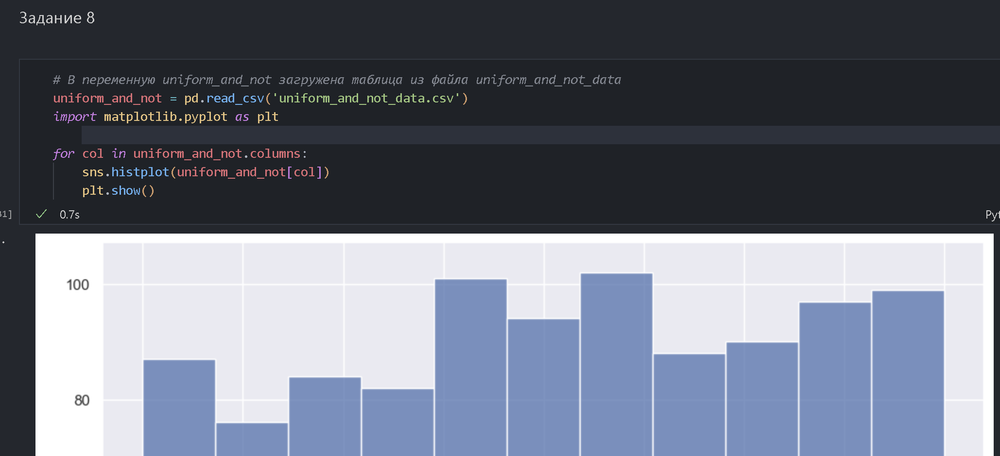 Задание 8
# В переменную uniform_and_not загружена таблица из файла uniform_and_not_data
uniform_and_not = pd.read_csv('uniform_and_not_data.csv')
import matplotlib.pyplot as plt
for col in uniform_and_not.columns:
sns.histplot(uniform_and_not[col])
plt.show()
31]
0.7s
Pyt
100
80